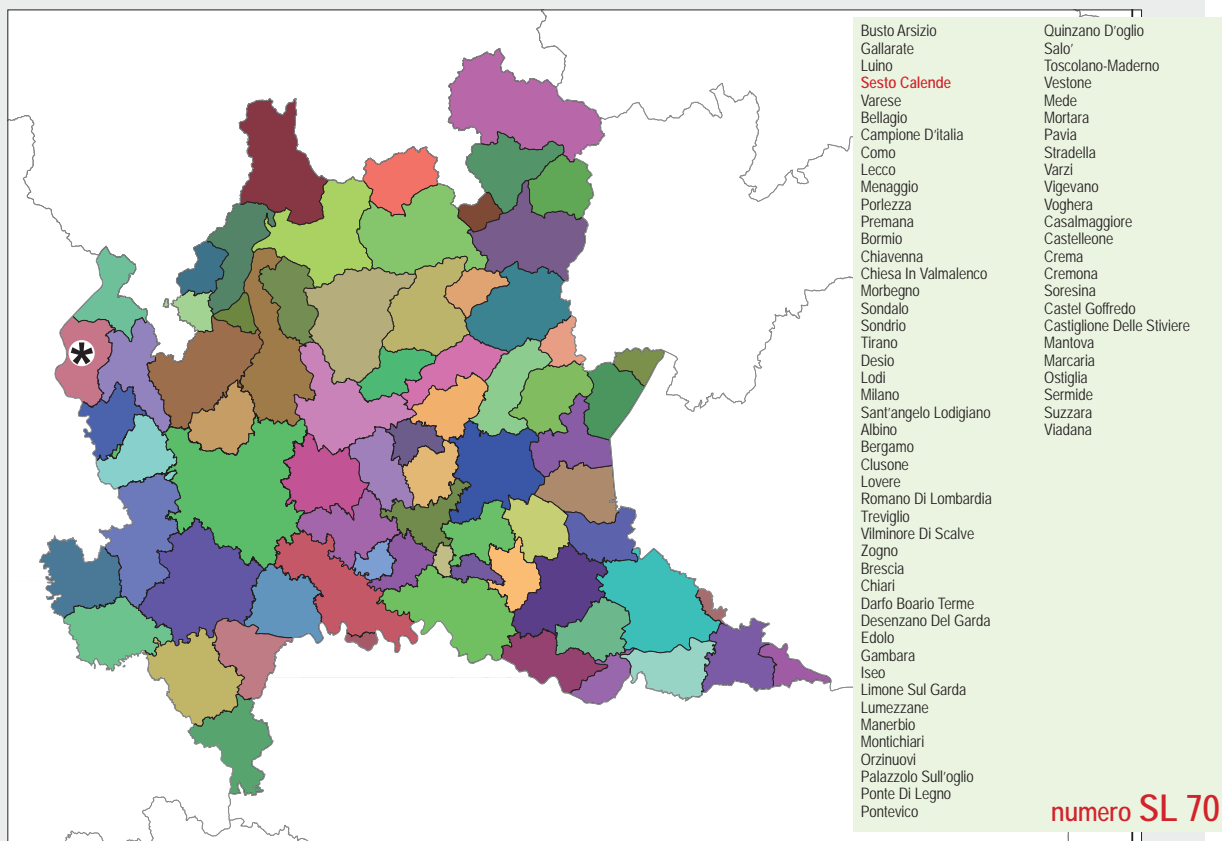 Busto Arsizio
Gallarate
Luino
Sesto Calende
Varese
Bellagio
Campione D'italia
Como
Lecco
Menaggio
Porlezza
Premana
Bormio
Chiavenna
Chiesa In Valmalenco
Morbegno
Sondalo
Sondrio
Tirano
Desio
Lodi
Milano
Sant'angelo Lodigiano
Albino
Bergamo
Clusone
Lovere
Romano Di Lombardia
Treviglio
Vilminore Di Scalve
Zogno
Brescia
Chiari
Darfo Boario Terme
Desenzano Del Garda
Edolo
Gambara
Iseo
Limone Sul Garda
Lumezzane
Manerbio
Montichiari
Orzinuovi
Palazzolo Sull'oglio
Ponte Di Legno
Pontevico
Quinzano D'oglio
Salo'
Toscolano-Maderno
Vestone
Mede
Mortara
Pavia
Stradella
Varzi
Vigevano
Voghera
Casalmaggiore
Castelleone
Crema
Cremona
Soresina
Castel Goffredo
Castiglione Delle Stiviere
Mantova
Marcaria
Ostiglia
Sermide
Suzzara
Viadana
numero SL 70
*